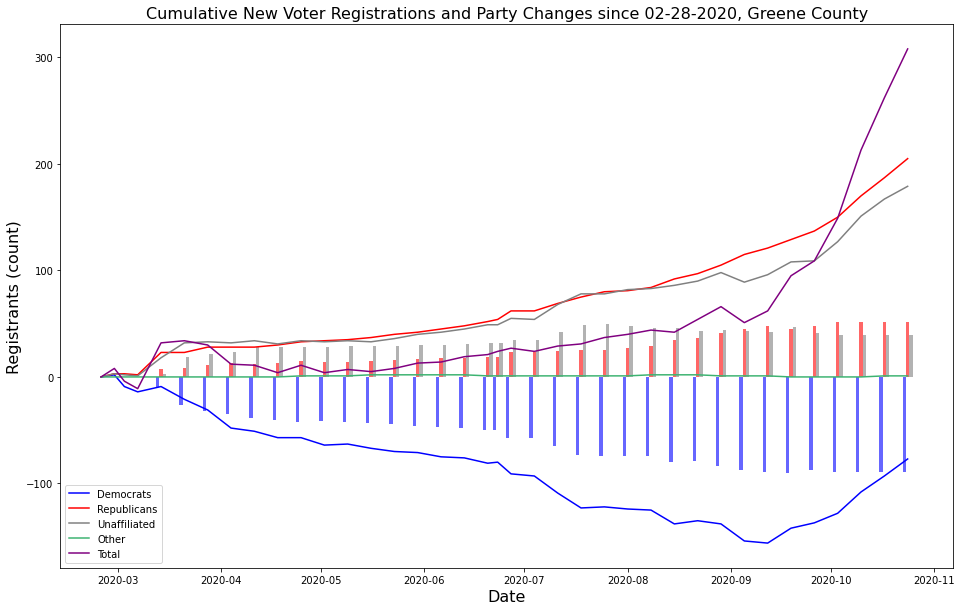 Cumulative New Voter Registrations and Party Changes since 02-28-2020, Greene County
Registrants (count)
300
200
100
0
−100
Democrats
Republicans
Unaffiliated
Other
Total
2020-03 2020-04 2020-05 2020-06 2020-07 2020-08 2020-09 2020-10 2020-11
Date